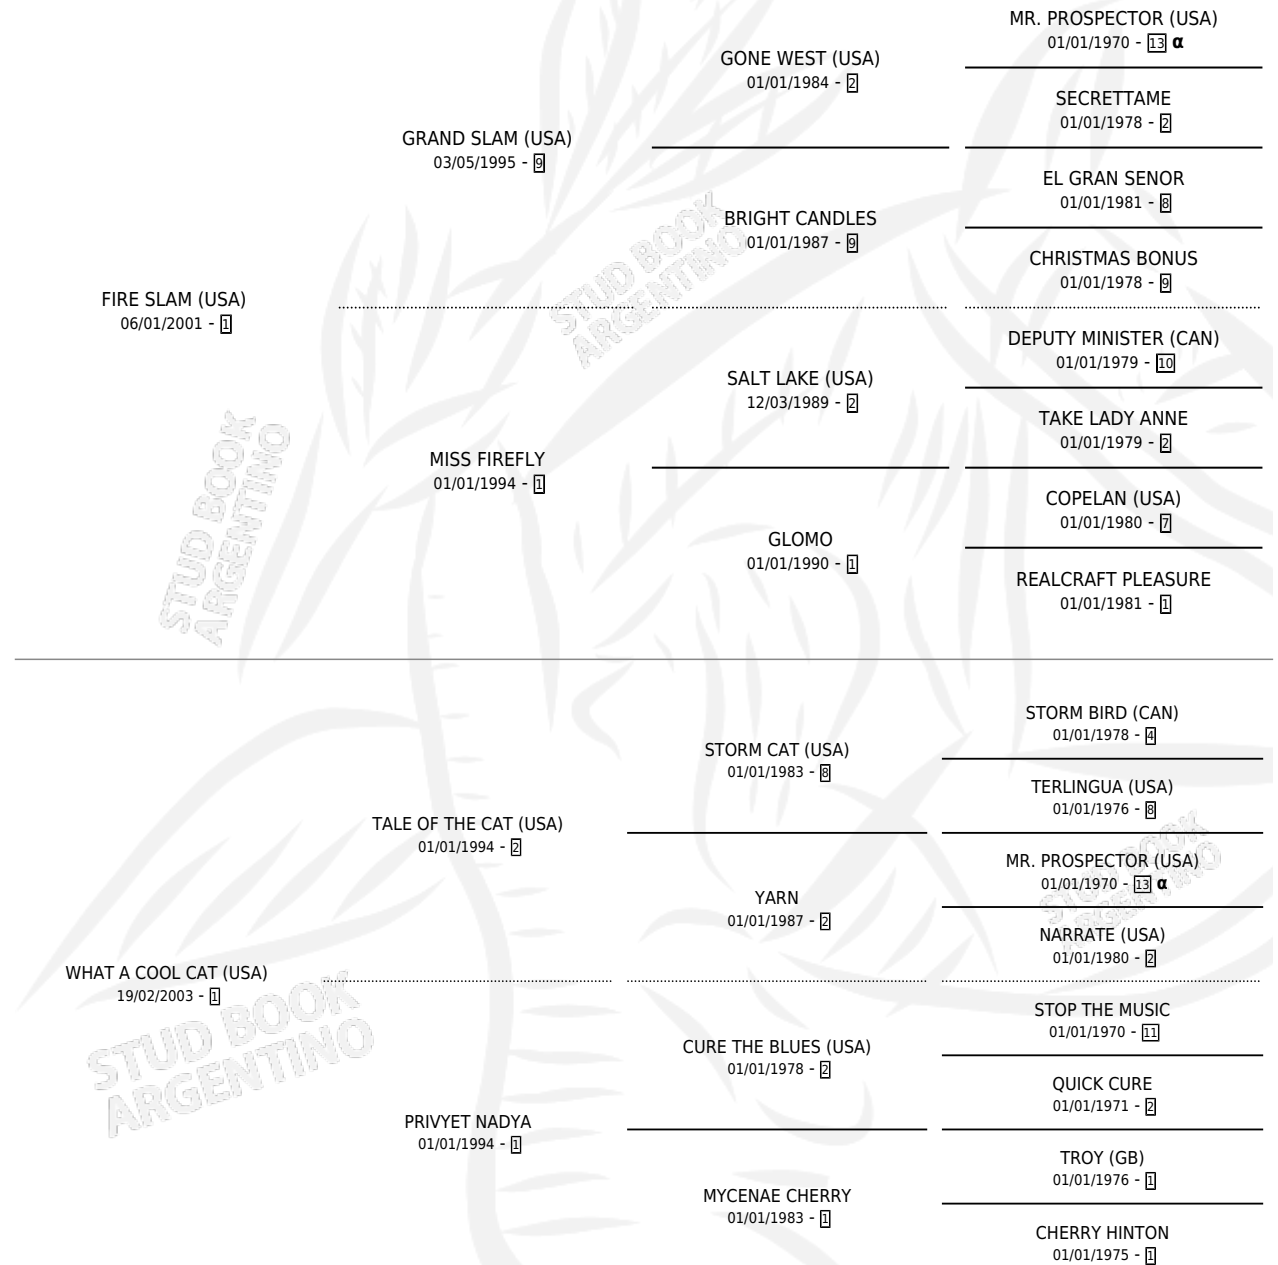 MR. PROSPECTOR (USA)
01/01/1970 - 13 α
GONE WEST (USA)
01/01/1984 - 2
SECRETTAME
01/01/1978 - 2
GRAND SLAM (USA)
03/05/1995 - 9
EL GRAN SENOR
01/01/1981 - 8
BRIGHT CANDLES
01/01/1987 - 9
CHRISTMAS BONUS
01/01/1978 - 9
STUD BOOK
ARGENTINO
FIRE SLAM (USA)
06/01/2001 - 1
DEPUTY MINISTER (CAN)
01/01/1979 - 10
SALT LAKE (USA)
12/03/1989 - 2
TAKE LADY ANNE
01/01/1979 - 2
MISS FIREFLY
01/01/1994 - 1
STUD BOOK
ARGENTINO
COPELAN (USA)
01/01/1980 - 7
GLOMO
01/01/1990 - 1
REALCRAFT PLEASURE
01/01/1981 - 1
STORM BIRD (CAN)
01/01/1978 - 4
STORM CAT (USA)
01/01/1983 - 8
TERLINGUA (USA)
01/01/1976 - 8
TALE OF THE CAT (USA)
01/01/1994 - 2
MR. PROSPECTOR (USA)
01/01/1970 - 13 α
STUD BOOK
ARGENTINO
YARN
01/01/1987 - 2
NARRATE (USA)
01/01/1980 - 2
WHAT A COOL CAT (USA)
19/02/2003 - 1
STUD BOOK
ARGENTINO
STOP THE MUSIC
01/01/1970 - 11
CURE THE BLUES (USA)
01/01/1978 - 2
QUICK CURE
01/01/1971 - 2
PRIVYET NADYA
01/01/1994 - 1
TROY (GB)
01/01/1976 - 1
MYCENAE CHERRY
01/01/1983 - 1
CHERRY HINTON
01/01/1975 - 1